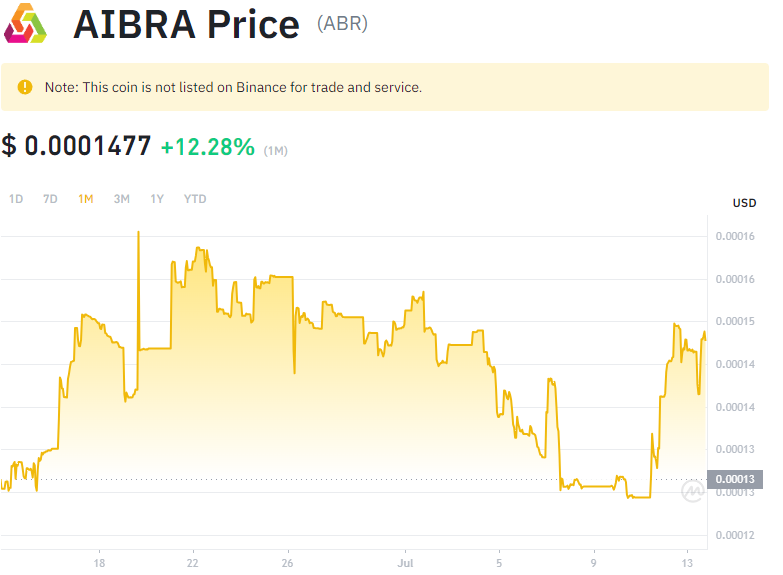 AIBRA Price (ABR)
Note: This coin is not listed on Binance for trade and service.
$ 0.0001477 +12.28% (1M)
1D 7D 1M 3M 1Y YTD
USD
0.00016
0.00016
0.00015
0.00014
0.00014
0.00013
0.00013
0.00013
0.00012
18 22 26 Jul 5 9 13